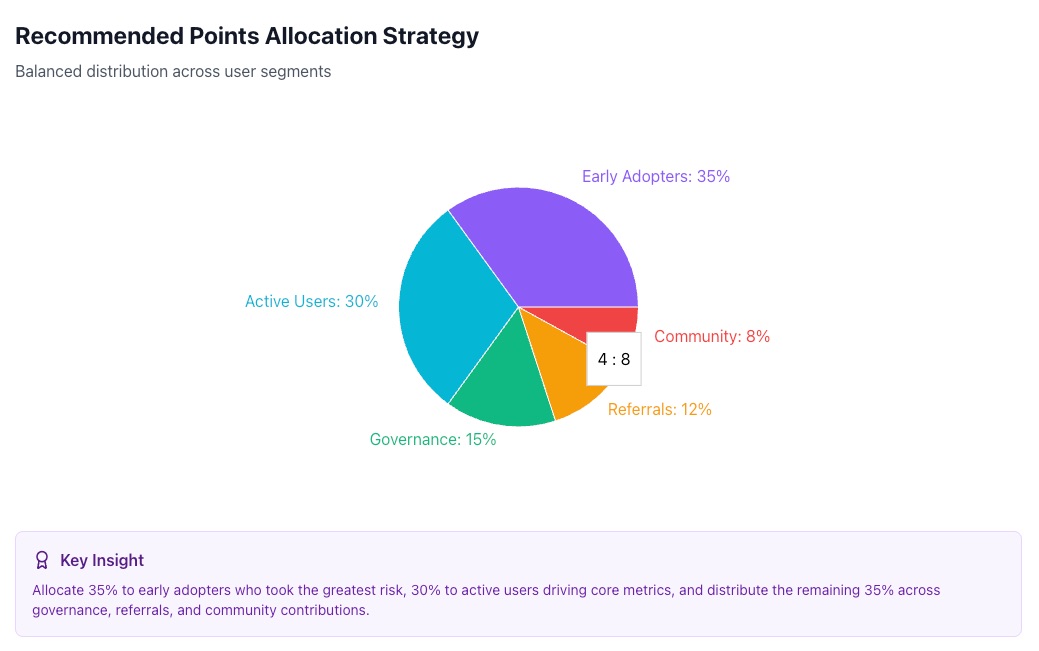 Recommended Points Allocation Strategy
Balanced distribution across user segments
Early Adopters: 35%
Active Users: 30%
Community: 8%
4 : 8
Referrals: 12%
Governance: 15%
Key Insight
Allocate 35% to early adopters who took the greatest risk, 30% to active users driving core metrics, and distribute the remaining 35% across
governance, referrals, and community contributions.